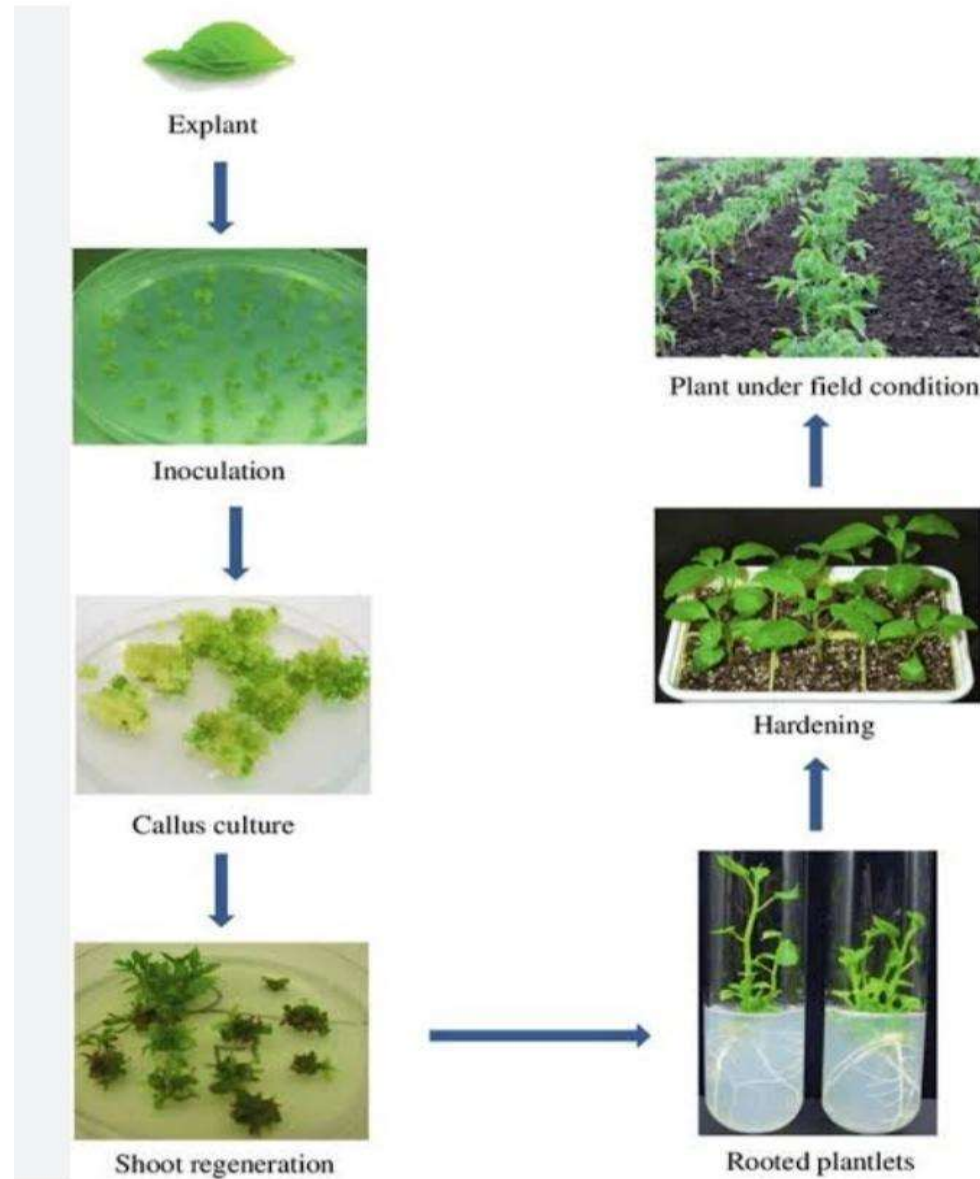 Explant
Inoculation
Callus culture
Shoot regeneration
Rooted plantlets
Hardening
Plant under field condition